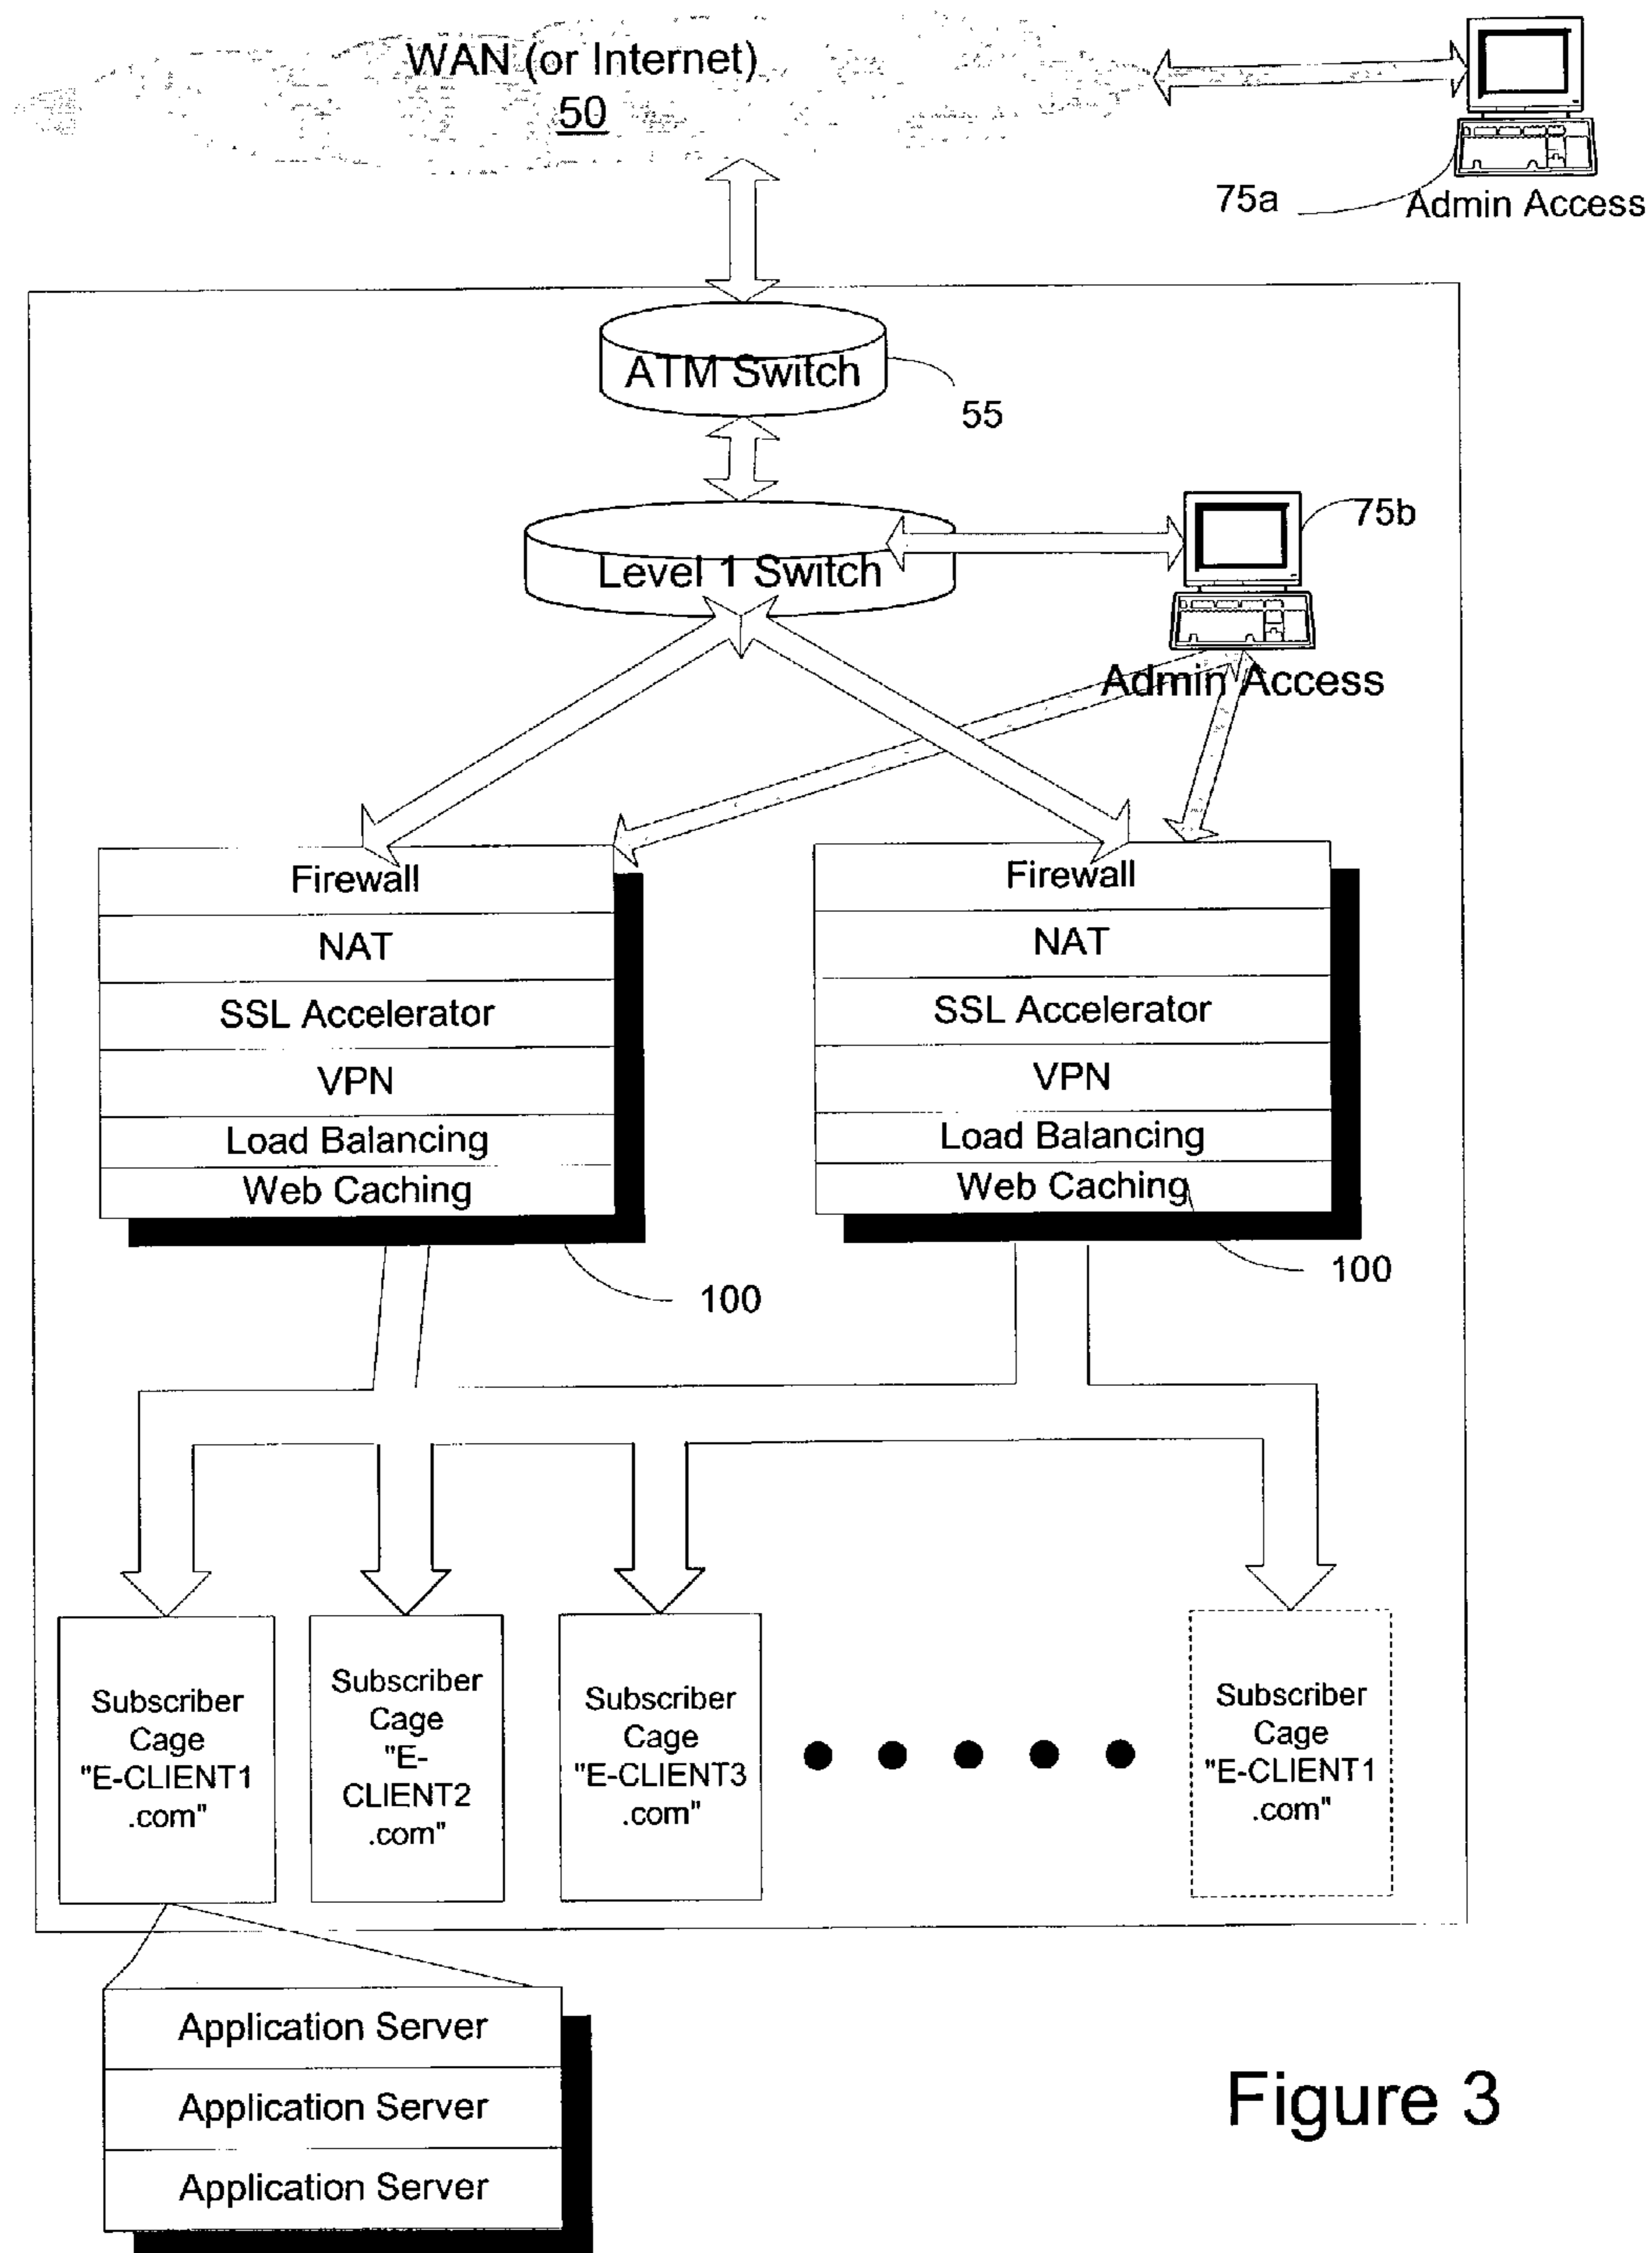 WAN (or Internet)
50
75a
Admin Access
ATM Switch
55
75b
Level 1 Switch
Admin Access
Firewall
NAT
SSL Accelerator
VPN
Load Balancing
Web Caching
100
Firewall
NAT
SSL Accelerator
VPN
Load Balancing
Web Caching
100
Subscriber
Cage
"E-CLIENT1
.com"
Subscriber
Cage
"E-
CLIENT2
.com"
Subscriber
Cage
"E-CLIENT3
.com"
Subscriber
Cage
"E-CLIENT1
.com"
Application Server
Application Server
Application Server
Figure 3